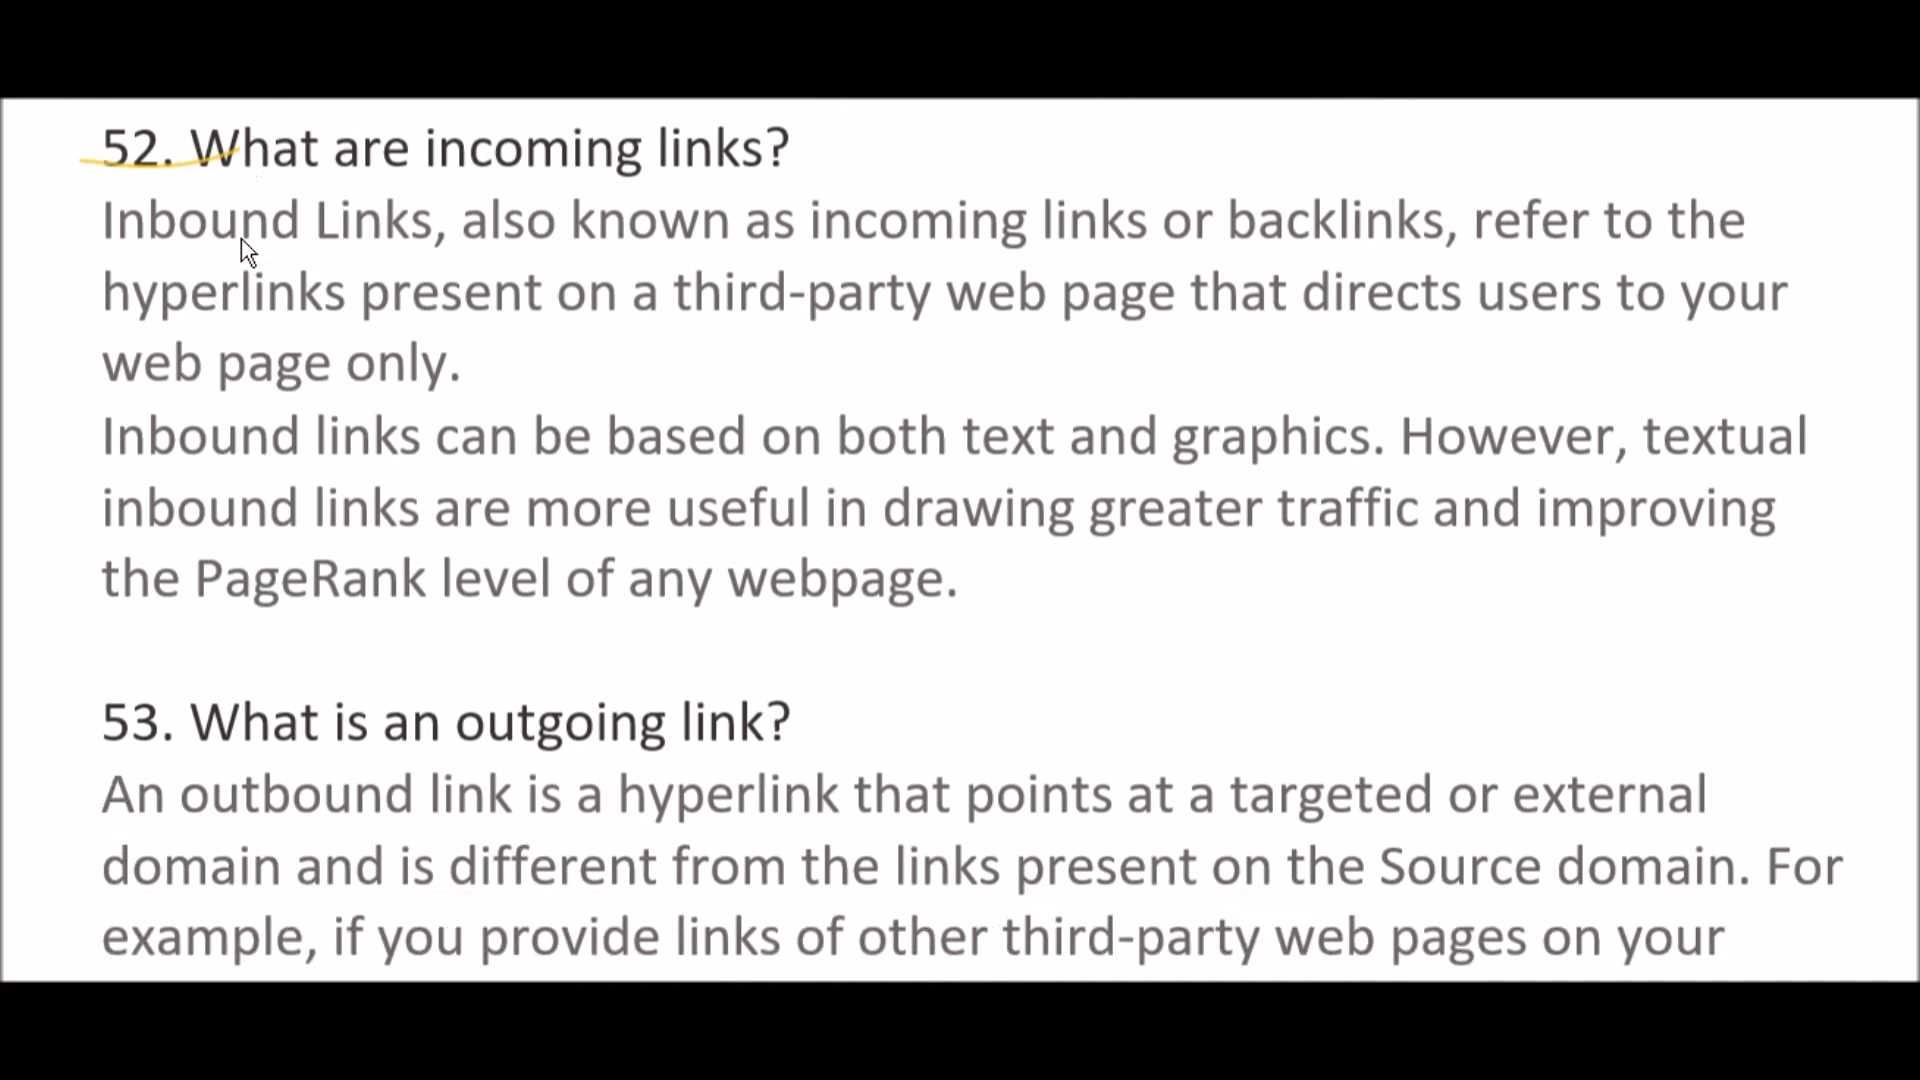 52. What are incoming links?
Inbound Links, also known as incoming links or backlinks, refer to the
hyperlinks present on a third-party web page that directs users to your
web page only.
Inbound links can be based on both text and graphics. However, textual
inbound links are more useful in drawing greater traffic and improving
the PageRank level of any webpage.
53. What is an outgoing link?
An outbound link is a hyperlink that points at a targeted or external
domain and is different from the links present on the Source domain. For
example, if you provide links of other third-party web pages on your